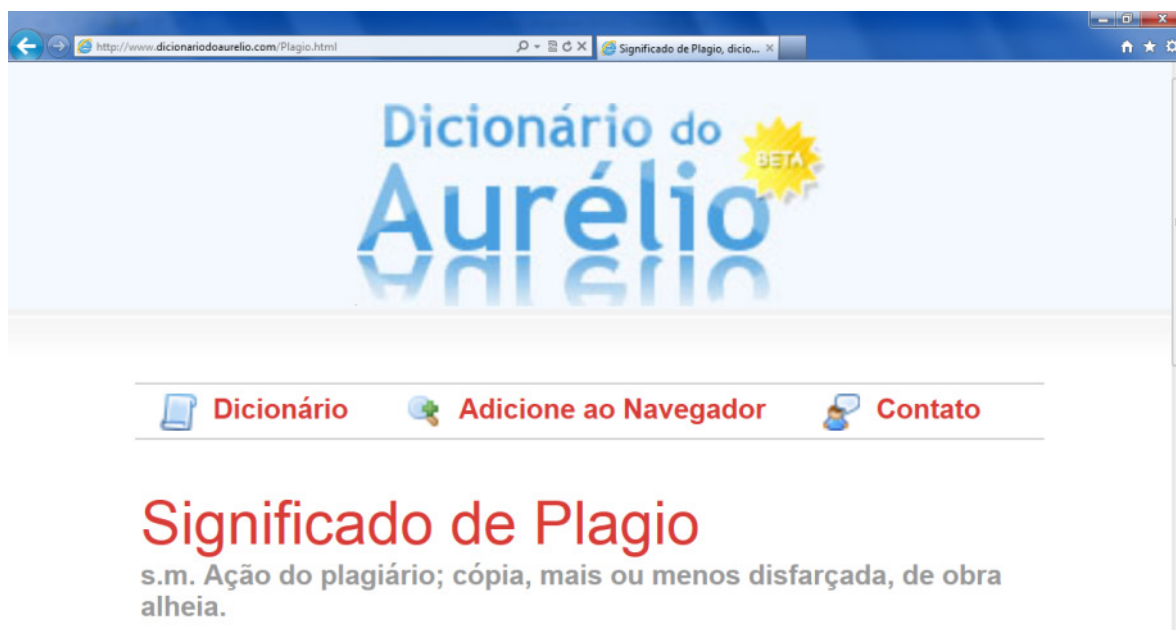 http://www.dicionariodoaurelio.com/Plagio.html
Significado de Plagio, dicio...
Dicionário do
Aurélio
BETA
Dicionário
Adicione ao Navegador
Contato
Significado de Plagio
s.m. Ação do plagiário; cópia, mais ou menos disfarçada, de obra
alheia.